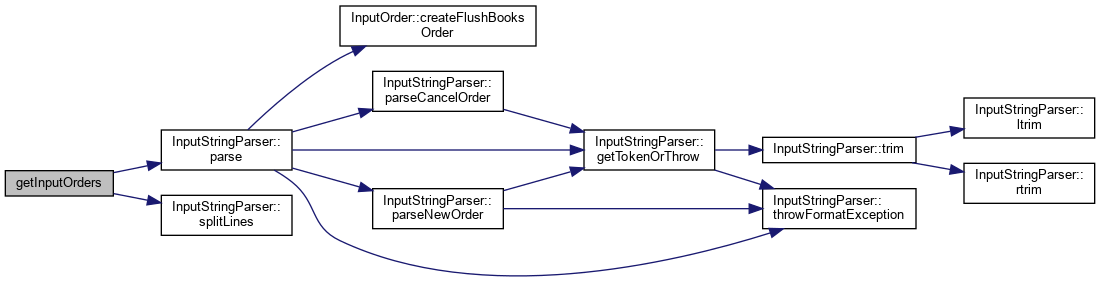 getInputOrders
InputStringParser::
parse
InputStringParser::
splitLines
InputOrder::createFlushBooks
Order
InputStringParser::
parseCancelOrder
InputStringParser::
parseNewOrder
InputStringParser::
getTokenOrThrow
InputStringParser::trim
InputStringParser::
throwFormatException
InputStringParser::
ltrim
InputStringParser::
rtrim